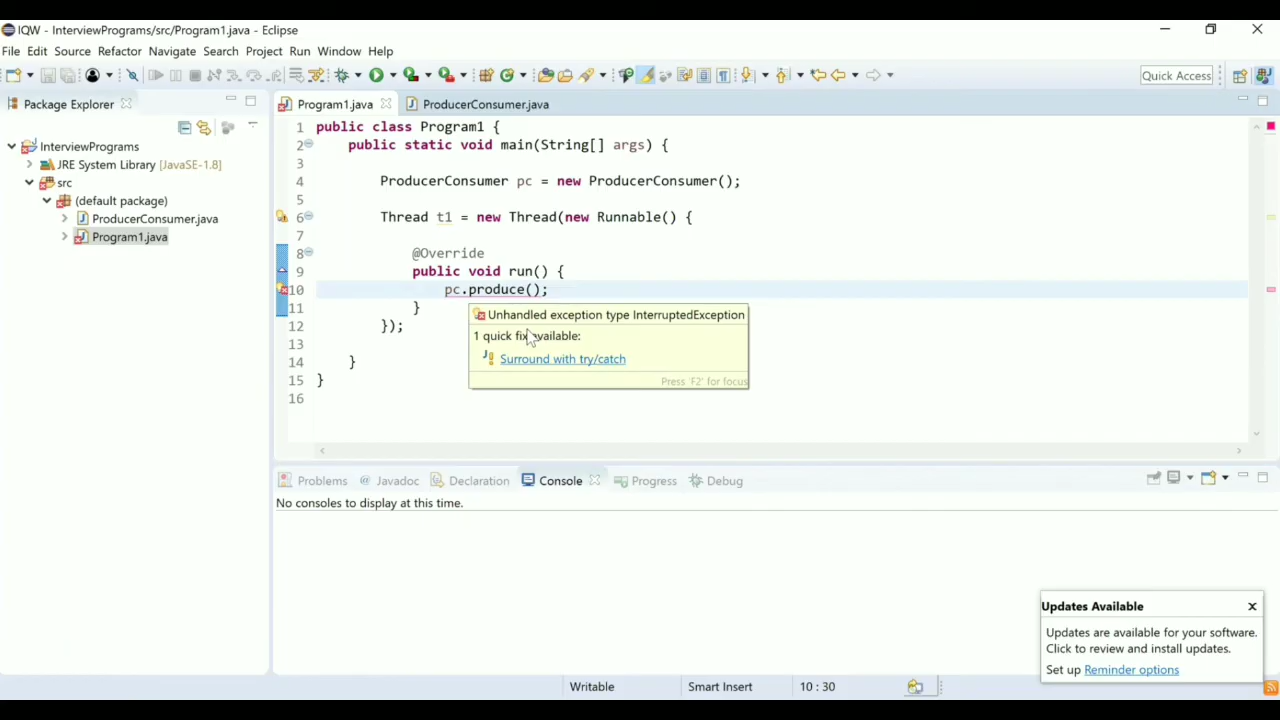 IQW - InterviewPrograms/src/Program1.java - Eclipse
File Edit Source Refactor Navigate Search Project Run Window Help
Quick Access
Package Explorer
InterviewPrograms
JRE System Library [JavaSE-1.8]
src
(default package)
ProducerConsumer.java
Program1.java
Program1.java ProducerConsumer.java
1 public class Program1 {
2 public static void main(String[] args) {
3
4 ProducerConsumer pc = new ProducerConsumer();
5
6 Thread t1 = new Thread(new Runnable() {
7
8 @Override
9 public void run() {
10 pc.produce();
11 }
12 });
13
14 }
15 }
16
Unhandled exception type InterruptedException
1 quick fix available:
Surround with try/catch
Press 'F2' for focus
Problems @ Javadoc Declaration Console Progress Debug
No consoles to display at this time.
Updates Available
Updates are available for your software.
Click to review and install updates.
Set up Reminder options
Writable Smart Insert 10 : 30